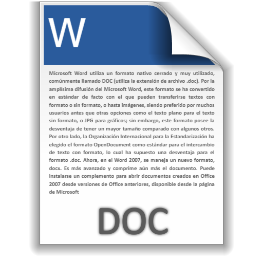 W
Microsoft Word utiliza un formato nativo cerrado y muy utilizado,
comúnmente llamado DOC (utiliza la extensión de archivo .doc). Por la
amplísima difusión del Microsoft Word, este formato se ha convertido
en estándar de facto con el que pueden transferirse textos con
formato o sin formato, o hasta imágenes, siendo preferido por muchos
usuarios antes que otras opciones como el texto plano para el texto
sin formato, o JPG para gráficos; sin embargo, este formato posee la
desventaja de tener un mayor tamaño comparado con algunos otros.
Por otro lado, la Organización Internacional para la Estandarización ha
elegido el formato OpenDocument como estándar para el intercambio
de texto con formato, lo cual ha supuesto una desventaja para el
formato .doc. Ahora, en el Word 2007, se maneja un nuevo formato,
docx. Es más avanzado y comprime aún más el documento. Puede
instalarse un complemento para abrir documentos creados en Office
2007 desde versiones de Office anteriores, disponible desde la página
de Microsoft
DOC